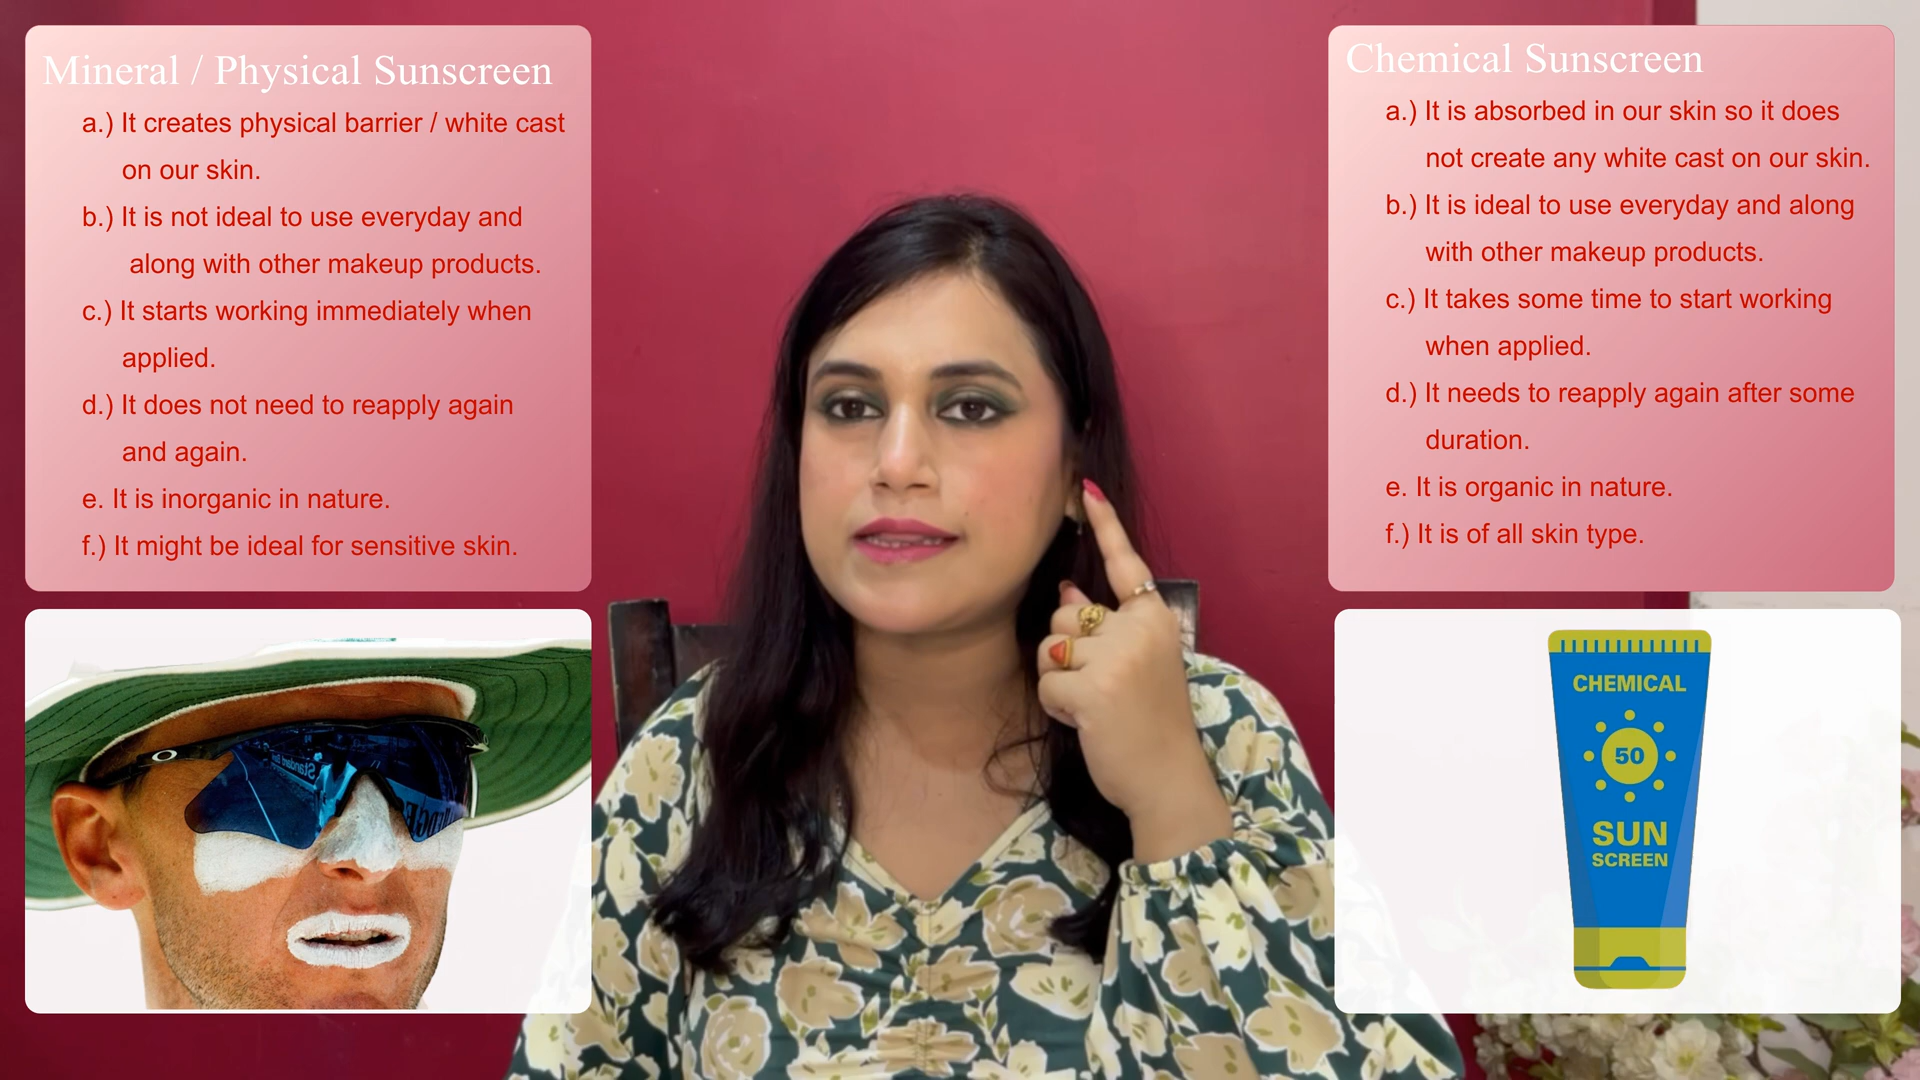 Mineral / Physical Sunscreen
a.) It creates physical barrier / white cast
on our skin.
b.) It is not ideal to use everyday and
along with other makeup products.
c.) It starts working immediately when
applied.
d.) It does not need to reapply again
and again.
e. It is inorganic in nature.
f.) It might be ideal for sensitive skin.
Chemical Sunscreen
a.) It is absorbed in our skin so it does
not create any white cast on our skin.
b.) It is ideal to use everyday and along
with other makeup products.
c.) It takes some time to start working
when applied.
d.) It needs to reapply again after some
duration.
e. It is organic in nature.
f.) It is of all skin type.
CHEMICAL
50
SUN
SCREEN